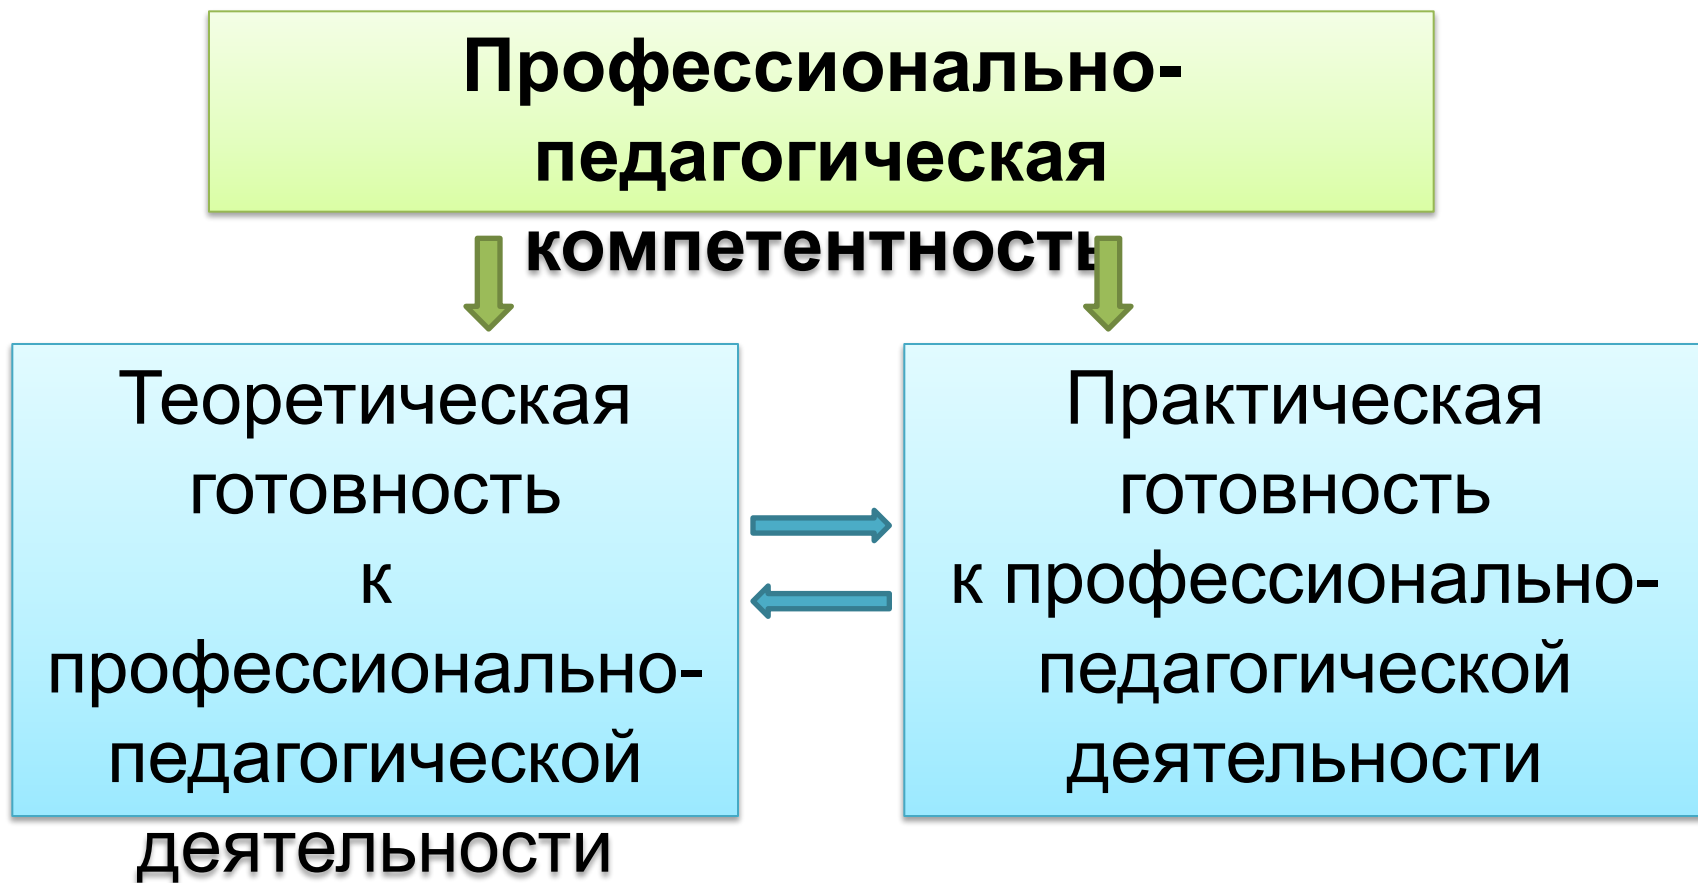 Профессионально-
педагогическая
компетентность
Теоретическая
готовность
к
профессионально-
педагогической
деятельности
Практическая
готовность
к профессионально-
педагогической
деятельности